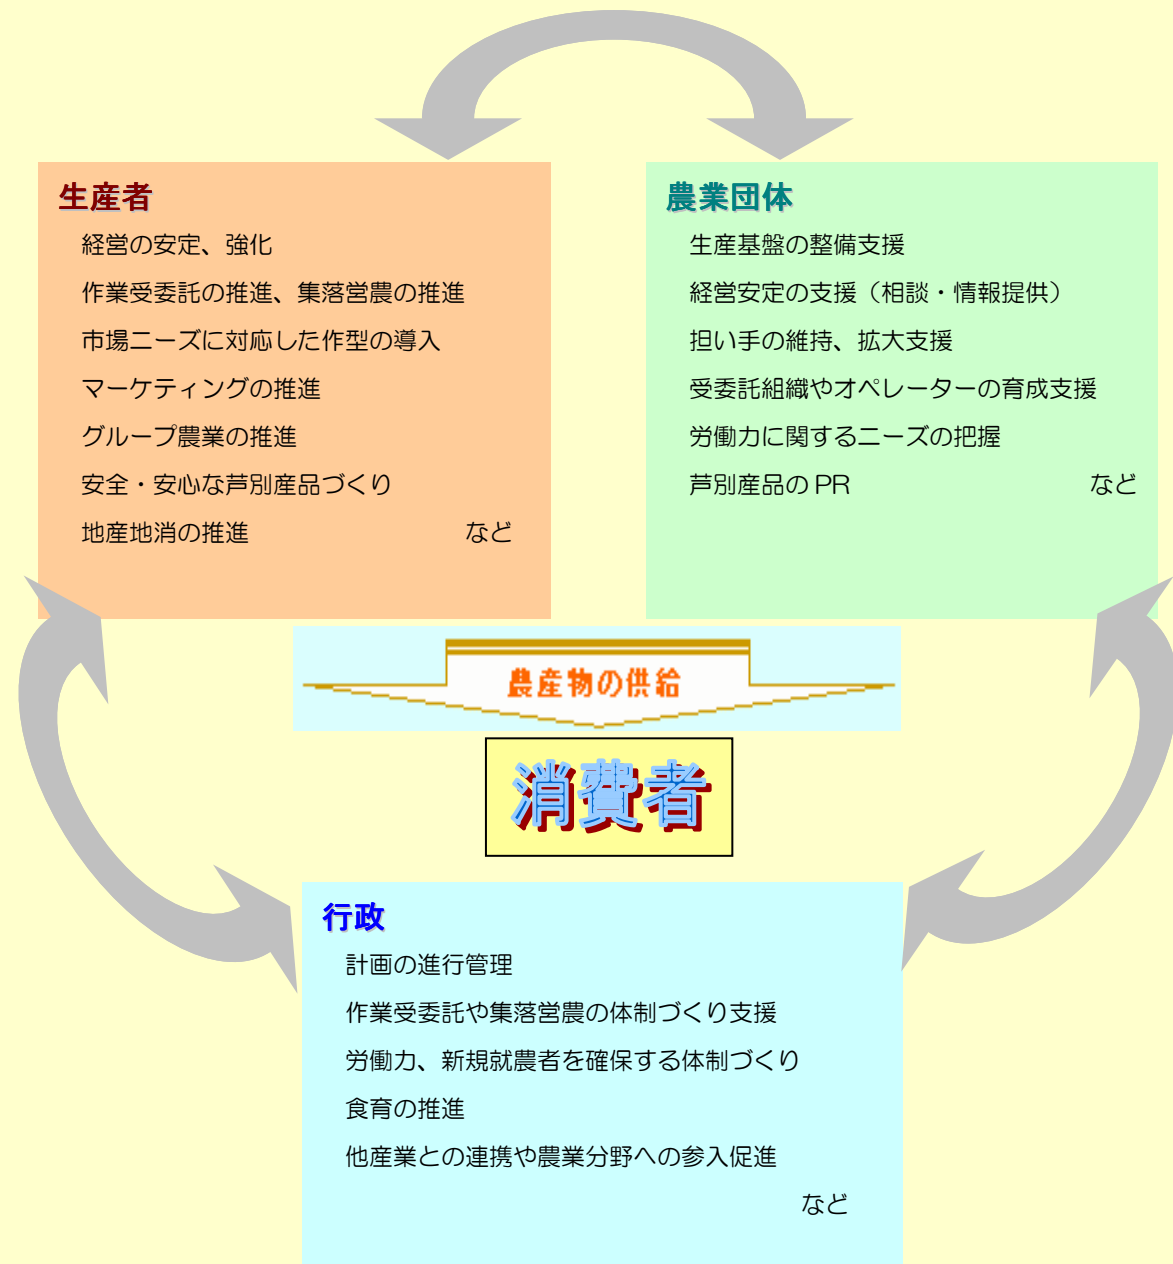 生産者
経営の安定、強化
作業受委託の推進、集落営農の推進
市場ニーズに対応した作型の導入
マーケティングの推進
グループ農業の推進
安全・安心な芦別産品づくり
地産地消の推進 など
農業団体
生産基盤の整備支援
経営安定の支援（相談・情報提供）
担い手の維持、拡大支援
受委託組織やオペレーターの育成支援
労働力に関するニーズの把握
芦別産品の PR など
農産物の供給
消費者
行政
計画の進行管理
作業受委託や集落営農の体制づくり支援
労働力、新規就農者を確保する体制づくり
食育の推進
他産業との連携や農業分野への参入促進
など